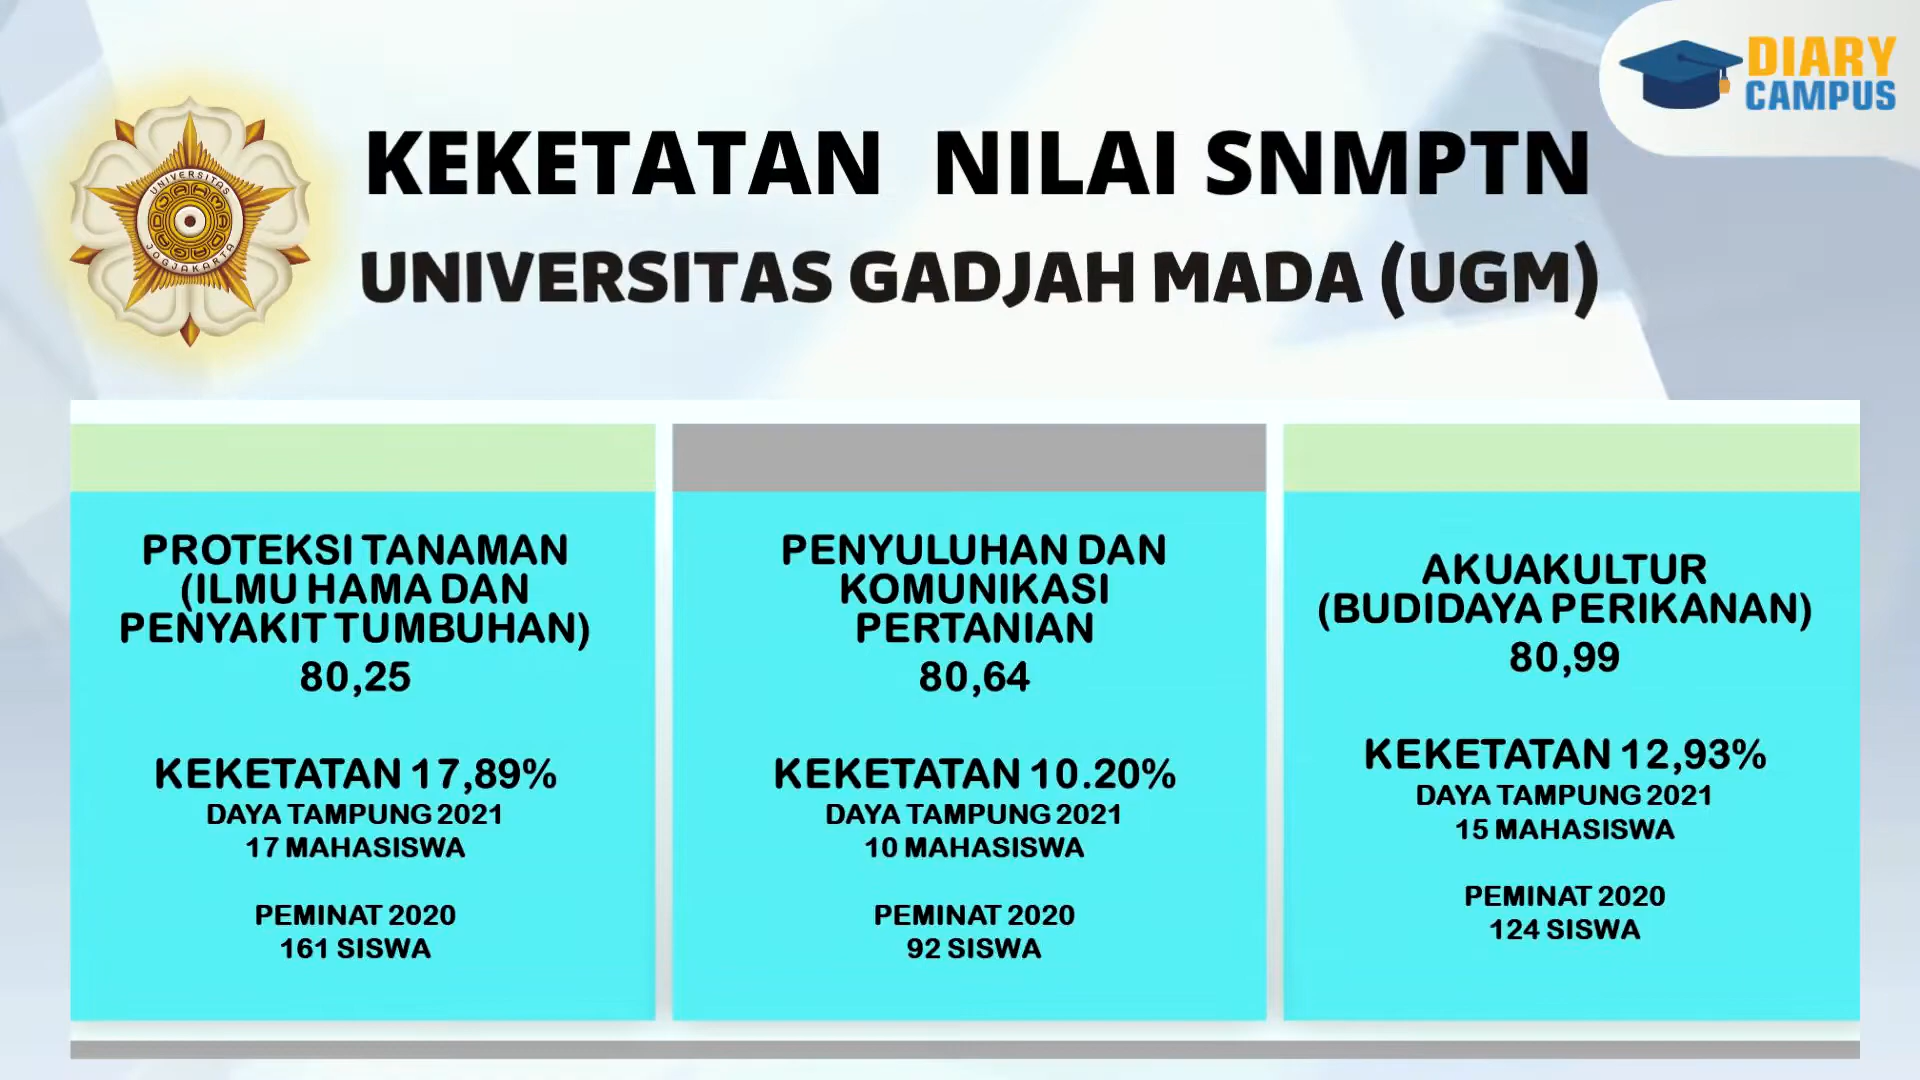 DIARY
CAMPUS
UNIVERSITAS
JOGJAKARTA
KEKETATAN NILAI SNMPTN
UNIVERSITAS GADJAH MADA (UGM)
PROTEKSI TANAMAN
(ILMU HAMA DAN
PENYAKIT TUMBUHAN)
80,25
KEKETATAN 17,89%
DAYA TAMPUNG 2021
17 MAHASISWA
PEMINAT 2020
161 SISWA
PENYULUHAN DAN
KOMUNIKASI
PERTANIAN
80,64
KEKETATAN 10.20%
DAYA TAMPUNG 2021
10 MAHASISWA
PEMINAT 2020
92 SISWA
AKUAKULTUR
(BUDIDAYA PERIKANAN)
80,99
KEKETATAN 12,93%
DAYA TAMPUNG 2021
15 MAHASISWA
PEMINAT 2020
124 SISWA